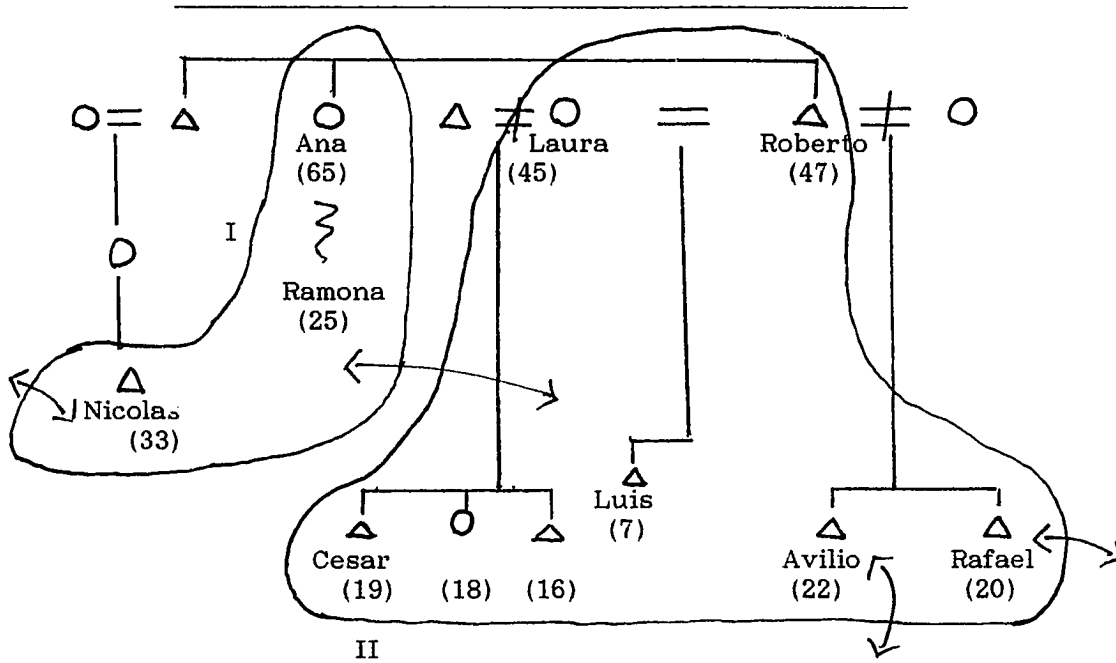 Ana Laura Roberto
(65) (45) (47)
I
Ramona
(25)
Nicolas
(33)
Luis
(7)
Cesar Avilio Rafael
(19) (18) (16) (22) (20)
II